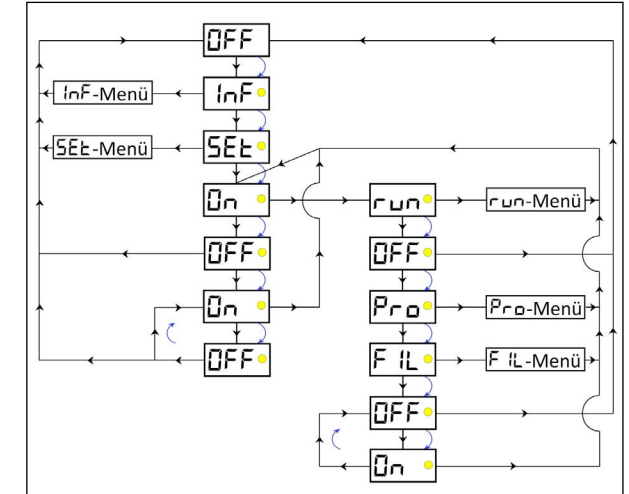 OFF
InF-Menü
InF
SEt-Menü
SEt
On
run
run-Menü
OFF
OFF
On
Pro
Pro-Menü
OFF
FIL
FIL-Menü
OFF
On